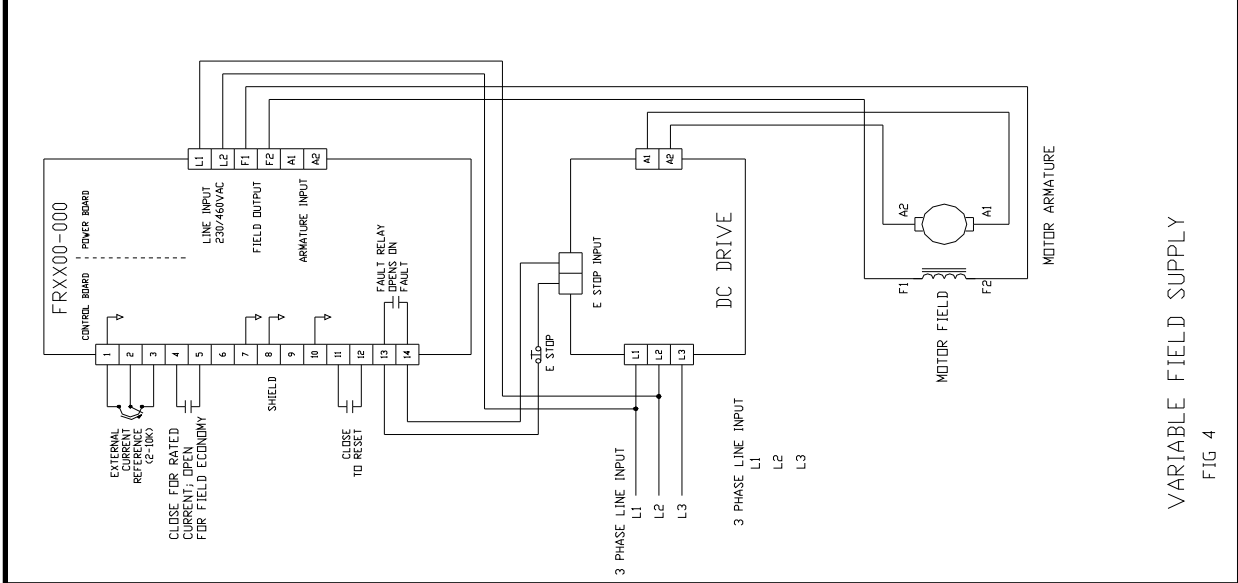 FRXX00-000
CONTROL BOARD
POWER BOARD
L1
L2
F1
F2
A1
A2
LINE INPUT
230/460VAC
FIELD OUTPUT
ARMATURE INPUT
1
2
3
4
5
6
7
8
9
10
11
12
13
14
EXTERNAL
CURRENT
REFERENCE
(2-10K)
CLOSE FOR RATED
CURRENT; OPEN
FOR FIELD ECONOMY
SHIELD
CLOSE
TO RESET
FAULT RELAY
OPENS ON
FAULT
E STOP
E STOP INPUT
DC DRIVE
A1
A2
L1
L2
L3
3 PHASE LINE INPUT
L1
L2
L3
3 PHASE LINE INPUT
L1
L2
L3
A2
A1
MOTOR ARMATURE
F1
F2
MOTOR FIELD
VARIABLE FIELD SUPPLY
FIG 4